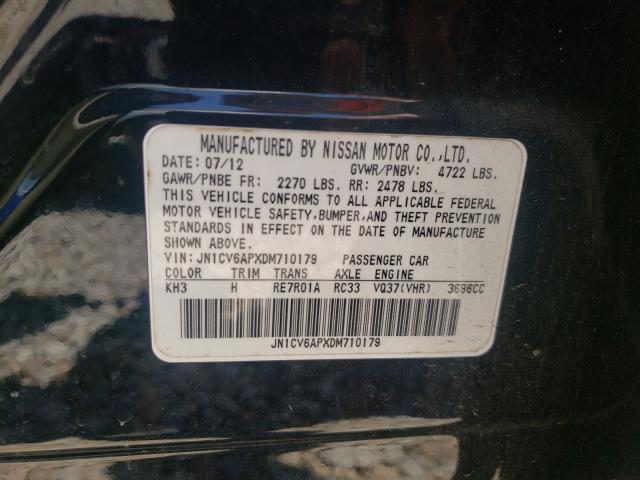 MANUFACTURED BY NISSAN MOTOR CO.,LTD.
DATE: 07/12 GVWR/PNBV: 4722 LBS.
GAWR/PNBE FR: 2270 LBS. RR: 2478 LBS.
THIS VEHICLE CONFORMS TO ALL APPLICABLE FEDERAL
MOTOR VEHICLE SAFETY,BUMPER,AND THEFT PREVENTION
STANDARDS IN EFFECT ON THE DATE OF MANUFACTURE
SHOWN ABOVE.
VIN: JN1CV6APXDM710179 PASSENGER CAR
COLOR TRIM TRANS AXLE ENGINE
KH3 H RE7R01A RC33 VQ37(VHR) 3696CC
JN1CV6APXDM710179